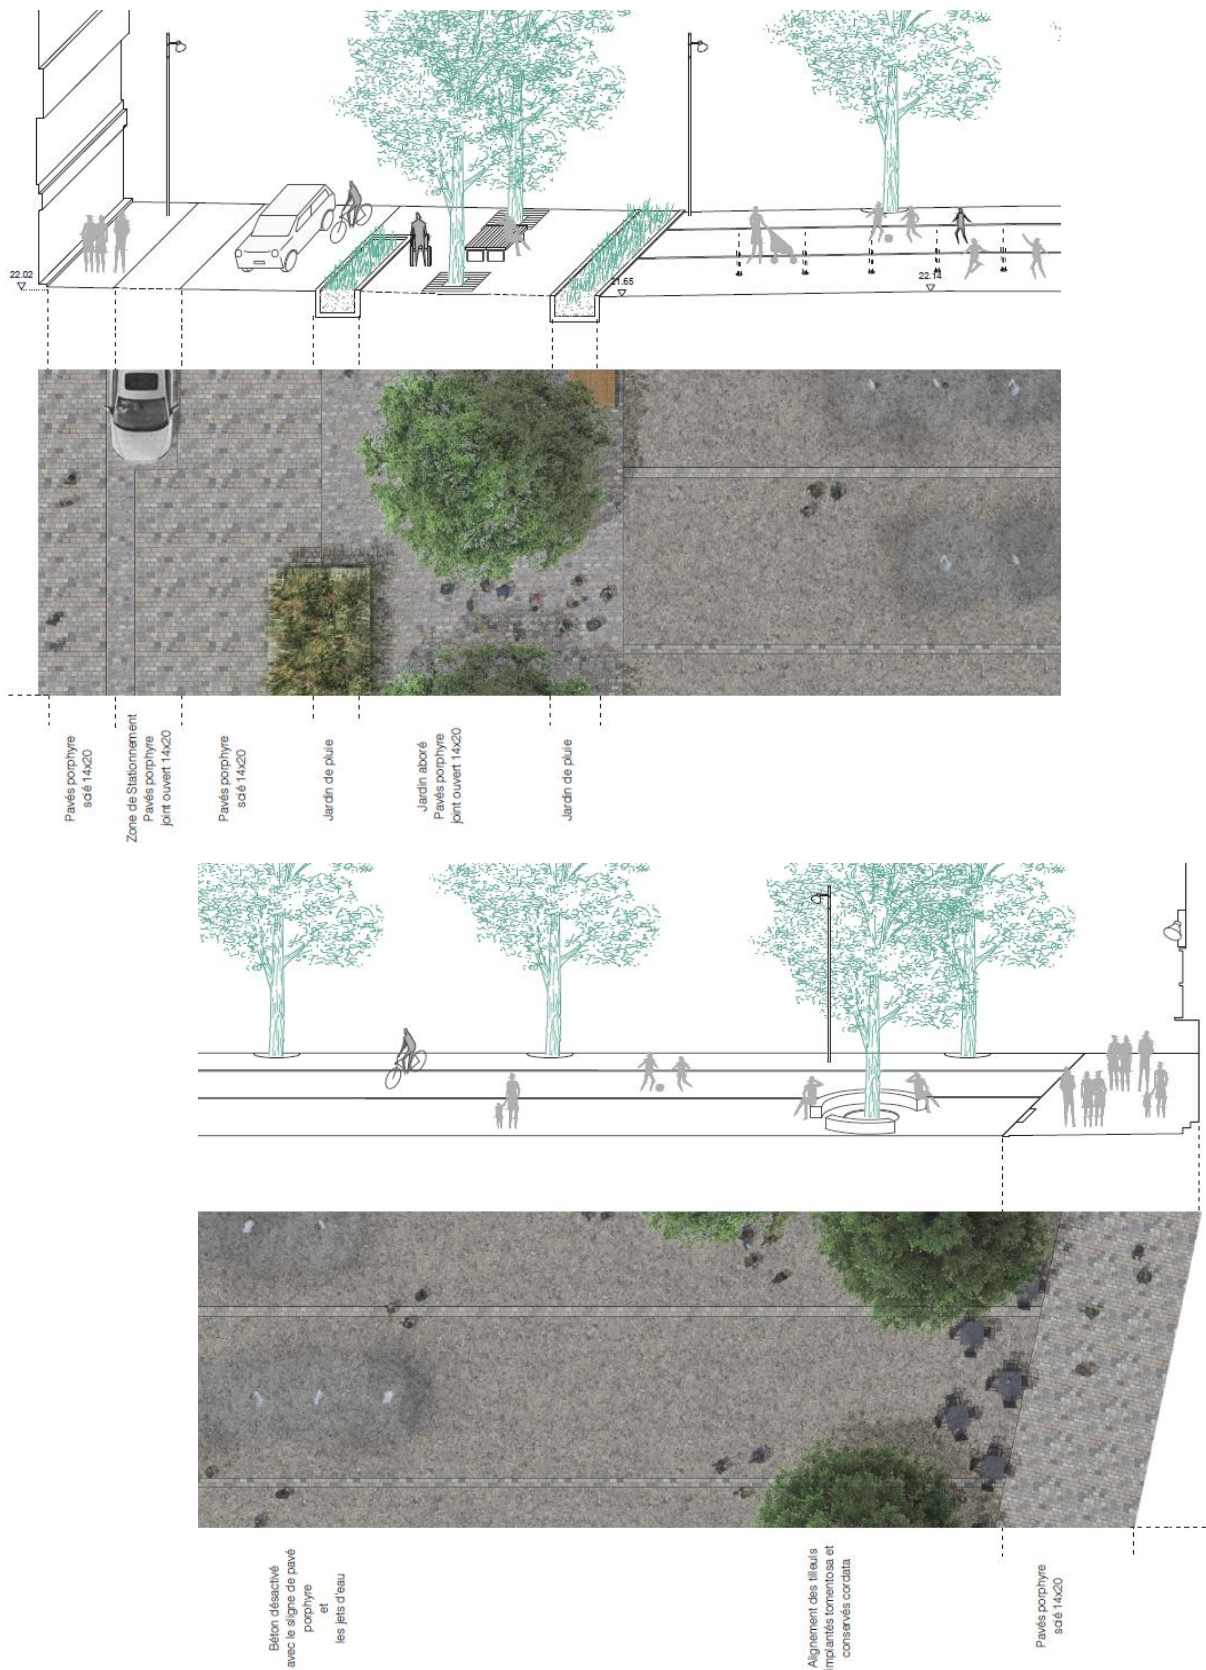 22.02
21.65
22.14
Pavés porphyre
scié 14x20
Zone de Stationnement
Pavés porphyre
joint ouvert 14x20
Pavés porphyre
scié 14x20
Jardin de pluie
Jardin aboré
Pavés porphyre
joint ouvert 14x20
Jardin de pluie
Béton désactivé
avec le sligne de pavé
porphyre
et
les jets d'eau
Alignement des tilleuls
implantés tomentosa et
conservés cordata
Pavés porphyre
scié 14x20